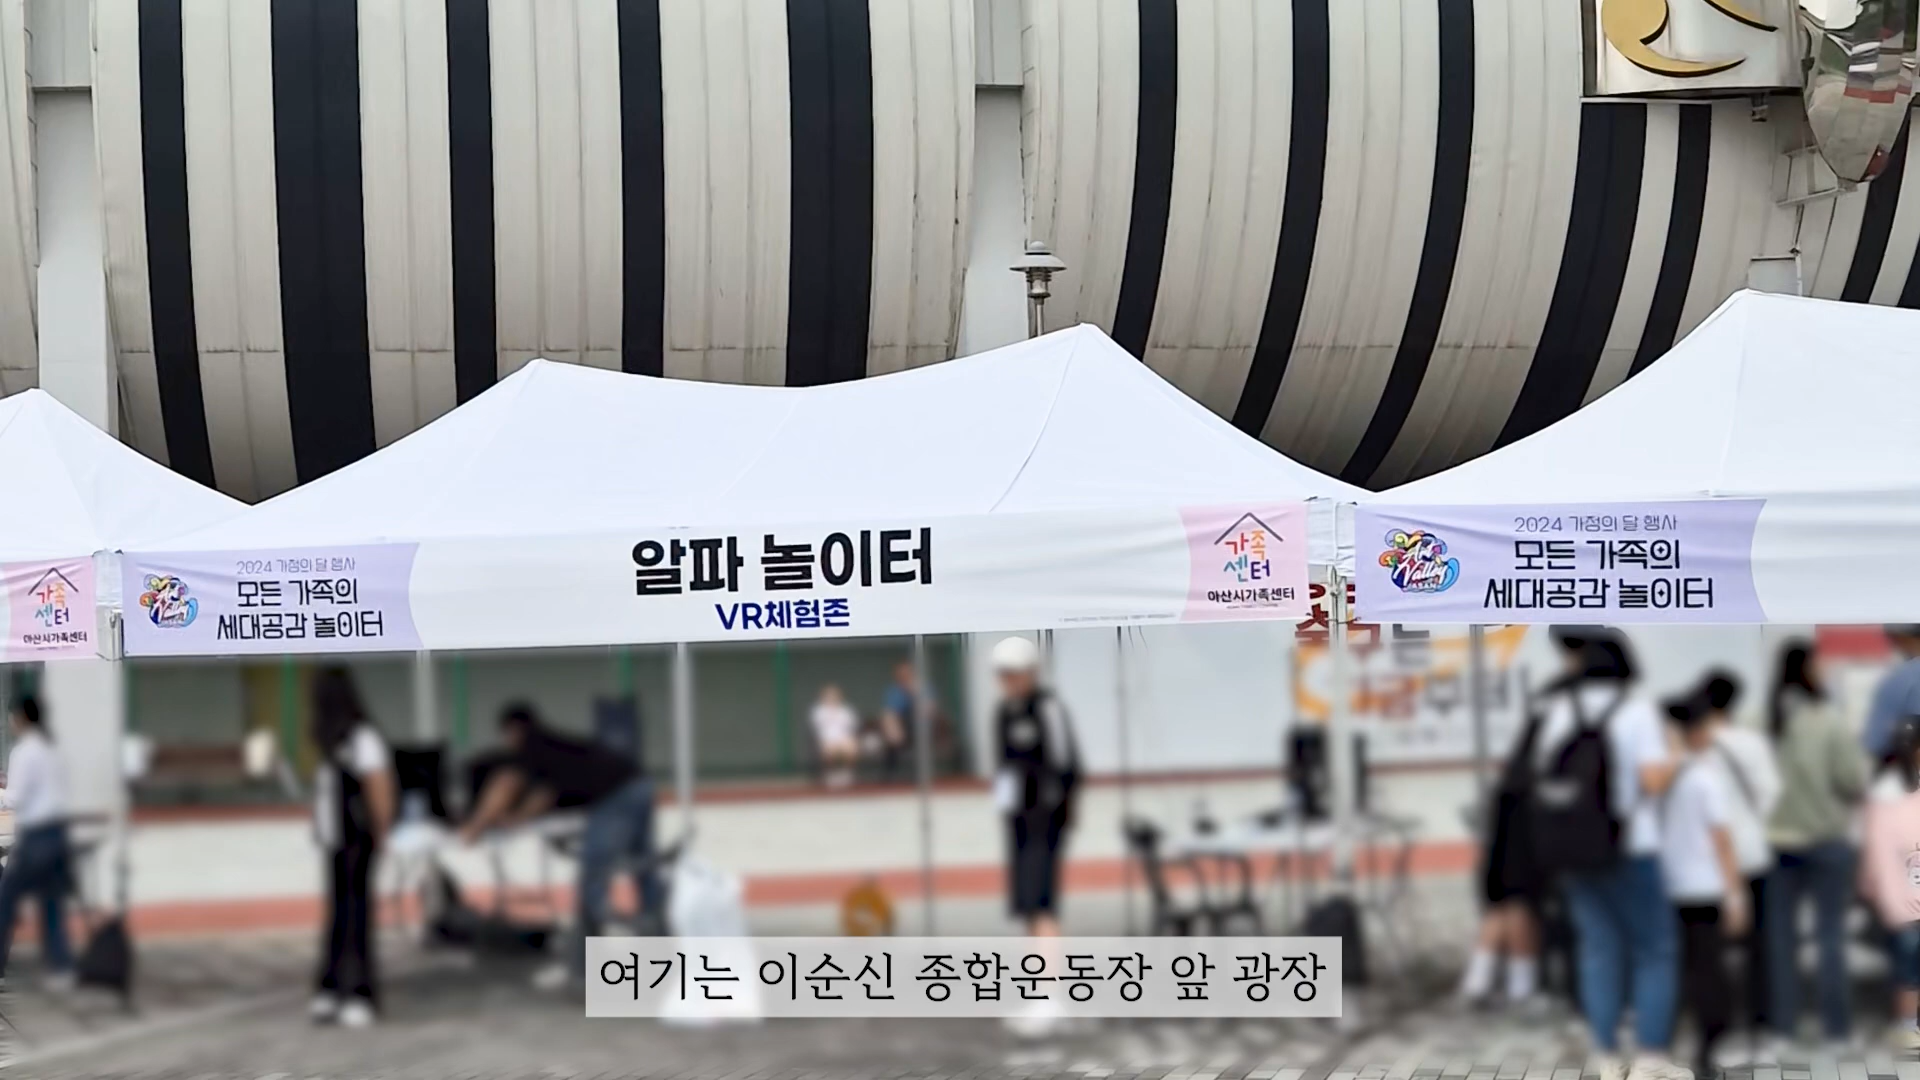 가족
센터
아산시가족센터
Art
Valley
2024 가정의 달 행사
모든 가족의
세대공감 놀이터
알파 놀이터
VR체험존
가족
센터
아산시가족센터
Art
Valley
2024 가정의 달 행사
모든 가족의
세대공감 놀이터
여기는 이순신 종합운동장 앞 광장